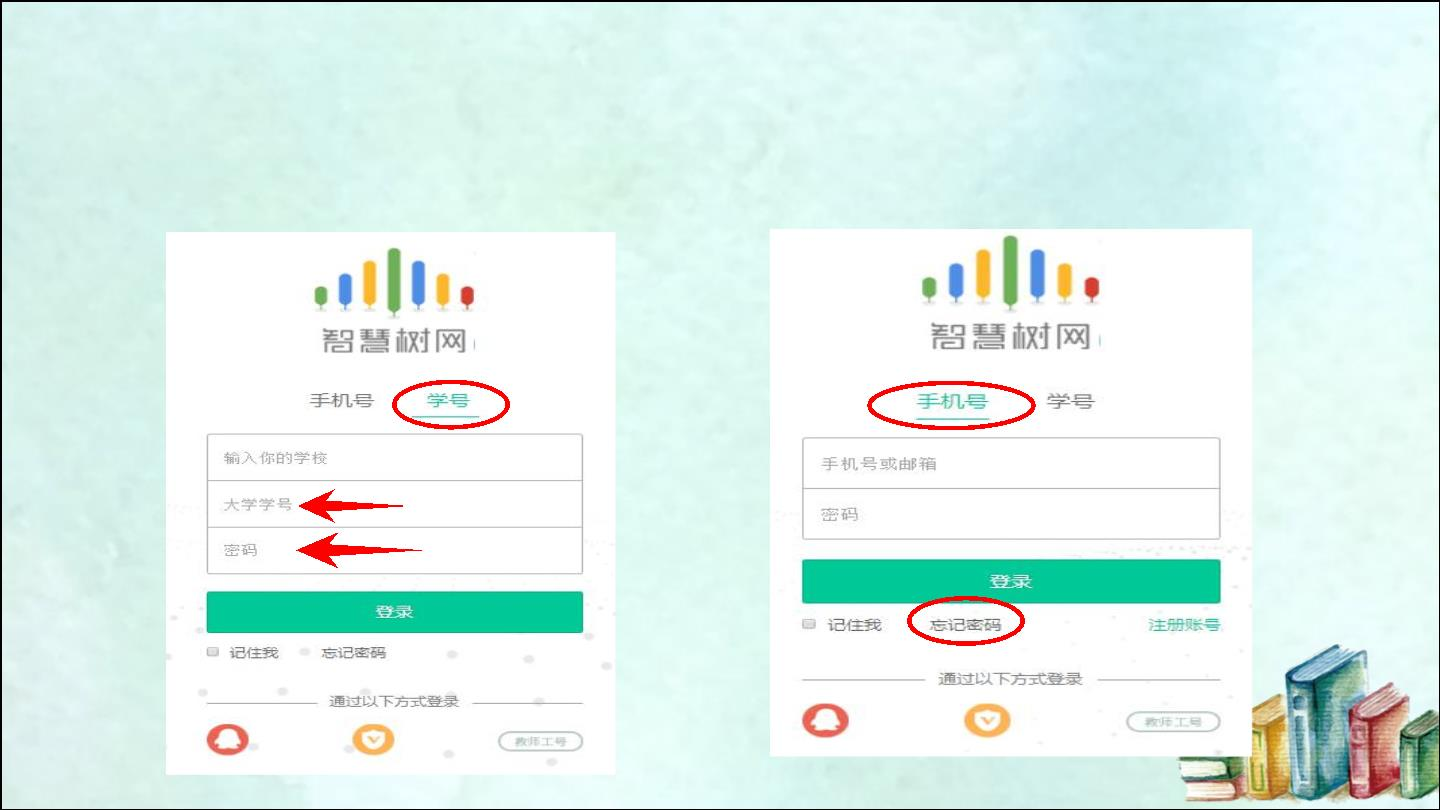 智慧树网
手机号 学号
输入你的学校
大学学号
密码
登录
记住我 忘记密码
通过以下方式登录
教师工号
智慧树网
手机号 学号
手机号或邮箱
密码
登录
记住我 忘记密码 注册账号
通过以下方式登录
教师工号